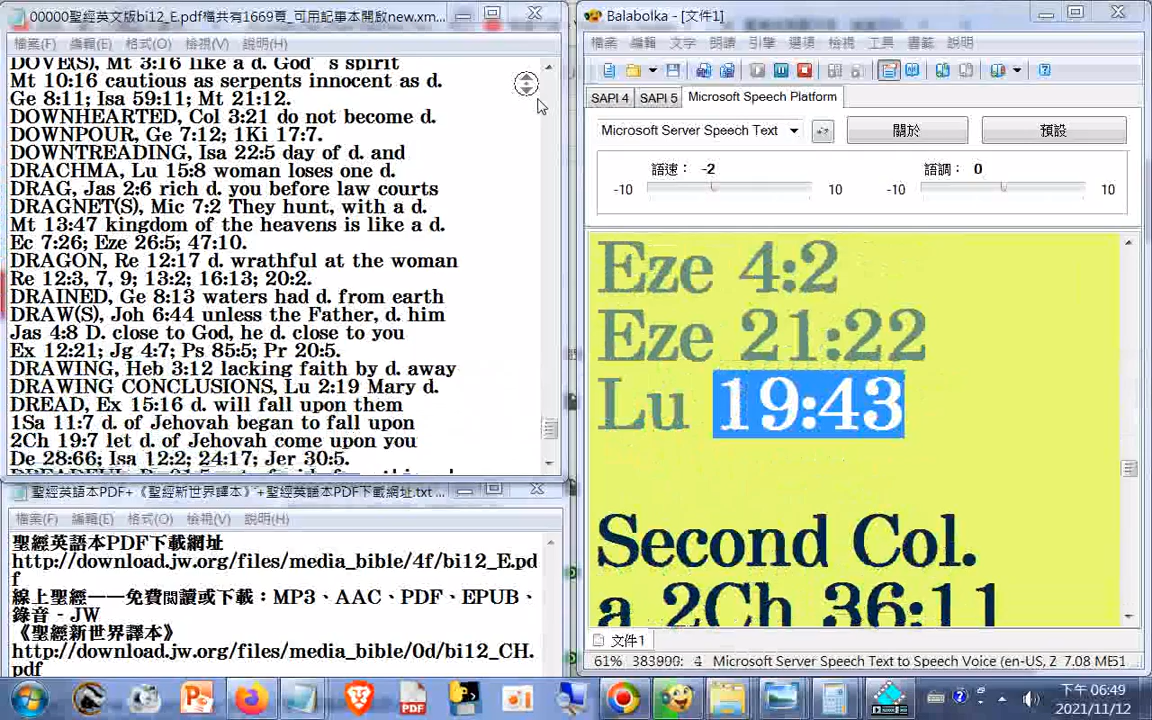 00000聖經英文版bi12_E.pdf檔共有1669頁_可用記事本開啟new.xm...
檔案(F) 編輯(E) 格式(O) 檢視(V) 說明(H)
DOVE(S), Mt 3:16 like a d. God's spirit
Mt 10:16 cautious as serpents innocent as d.
Ge 8:11; Isa 59:11; Mt 21:12.
DOWNHEARTED, Col 3:21 do not become d.
DOWNPOUR, Ge 7:12; 1Ki 17:7.
DOWNTREADING, Isa 22:5 day of d. and
DRACHMA, Lu 15:8 woman loses one d.
DRAG, Jas 2:6 rich d. you before law courts
DRAGNET(S), Mic 7:2 They hunt, with a d.
Mt 13:47 kingdom of the heavens is like a d.
Ec 7:26; Eze 26:5; 47:10.
DRAGON, Re 12:17 d. wrathful at the woman
Re 12:3, 7, 9; 13:2; 16:13; 20:2.
DRAINED, Ge 8:13 waters had d. from earth
DRAW(S), Joh 6:44 unless the Father, d. him
Jas 4:8 D. close to God, he d. close to you
Ex 12:21; Jg 4:7; Ps 85:5; Pr 20:5.
DRAWING, Heb 3:12 lacking faith by d. away
DRAWING CONCLUSIONS, Lu 2:19 Mary d.
DREAD, Ex 15:16 d. will fall upon them
1Sa 11:7 d. of Jehovah began to fall upon
2Ch 19:7 let d. of Jehovah come upon you
De 28:66; Isa 12:2; 24:17; Jer 30:5.
聖經英語本PDF+《聖經新世界譯本》+聖經英語本PDF下載網址.txt ...
檔案(F) 編輯(E) 格式(O) 檢視(V) 說明(H)
聖經英語本PDF下載網址
http://download.jw.org/files/media_bible/4f/bi12_E.pd
f
線上聖經——免費閱讀或下載：MP3、AAC、PDF、EPUB、
錄音 - JW
《聖經新世界譯本》
http://download.jw.org/files/media_bible/0d/bi12_CH.
pdf
Balabolka - [文件1]
檔案 編輯 文字 朗讀 引擎 選項 檢視 工具 書籤 說明
SAPI 4 SAPI 5 Microsoft Speech Platform
Microsoft Server Speech Text 關於 預設
語速： -2 語調： 0
-10 10 -10 10
Eze 4:2
Eze 21:22
Lu 19:43
Second Col.
a 2Ch 36:11
文件1
61% 383900: 4 Microsoft Server Speech Text to Speech Voice (en-US, Z 7.08 ME51
下午 06:49
2021/11/12